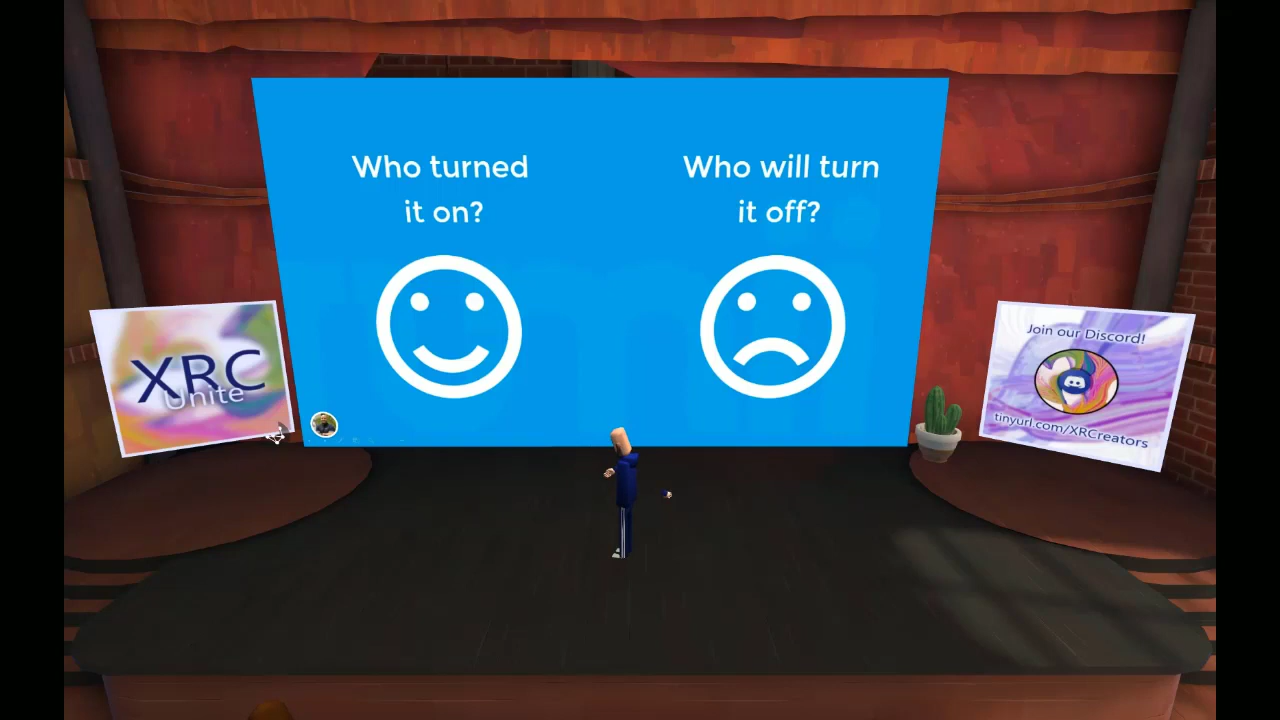 Who turned
it on?
Who will turn
it off?
XRC
Unite
Join our Discord!
tinyurl.com/XRCreators